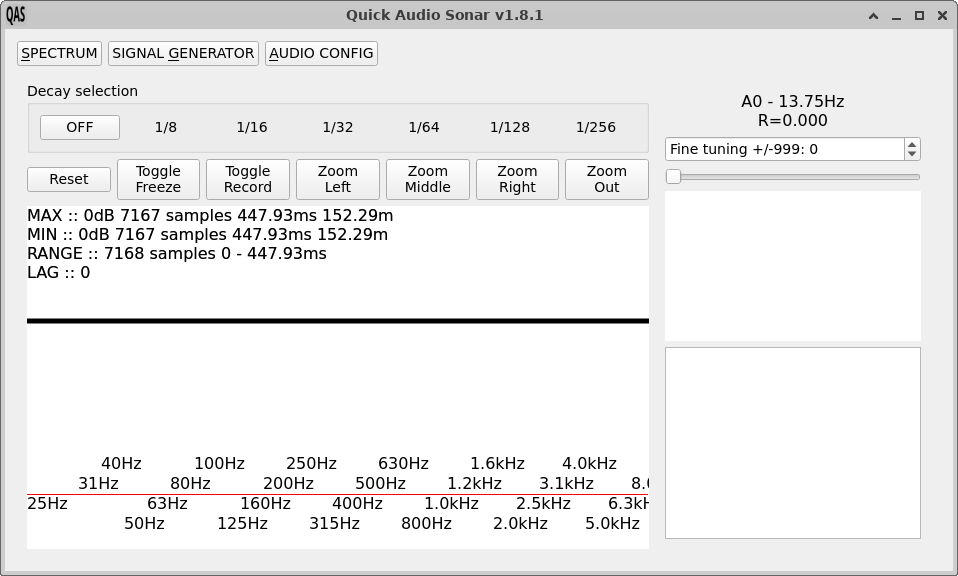 QAS Quick Audio Sonar v1.8.1
SPECTRUM SIGNAL GENERATOR AUDIO CONFIG
Decay selection
OFF 1/8 1/16 1/32 1/64 1/128 1/256
Reset
Toggle
Freeze
Toggle
Record
Zoom
Left
Zoom
Middle
Zoom
Right
Zoom
Out
MAX :: 0dB 7167 samples 447.93ms 152.29m
MIN :: 0dB 7167 samples 447.93ms 152.29m
RANGE :: 7168 samples 0 - 447.93ms
LAG :: 0
40Hz 100Hz 250Hz 630Hz 1.6kHz 4.0kHz
31Hz 80Hz 200Hz 500Hz 1.2kHz 3.1kHz
25Hz 63Hz 160Hz 400Hz 1.0kHz 2.5kHz 6.3k
50Hz 125Hz 315Hz 800Hz 2.0kHz 5.0kHz
A0 - 13.75Hz
R=0.000
Fine tuning +/-999: 0